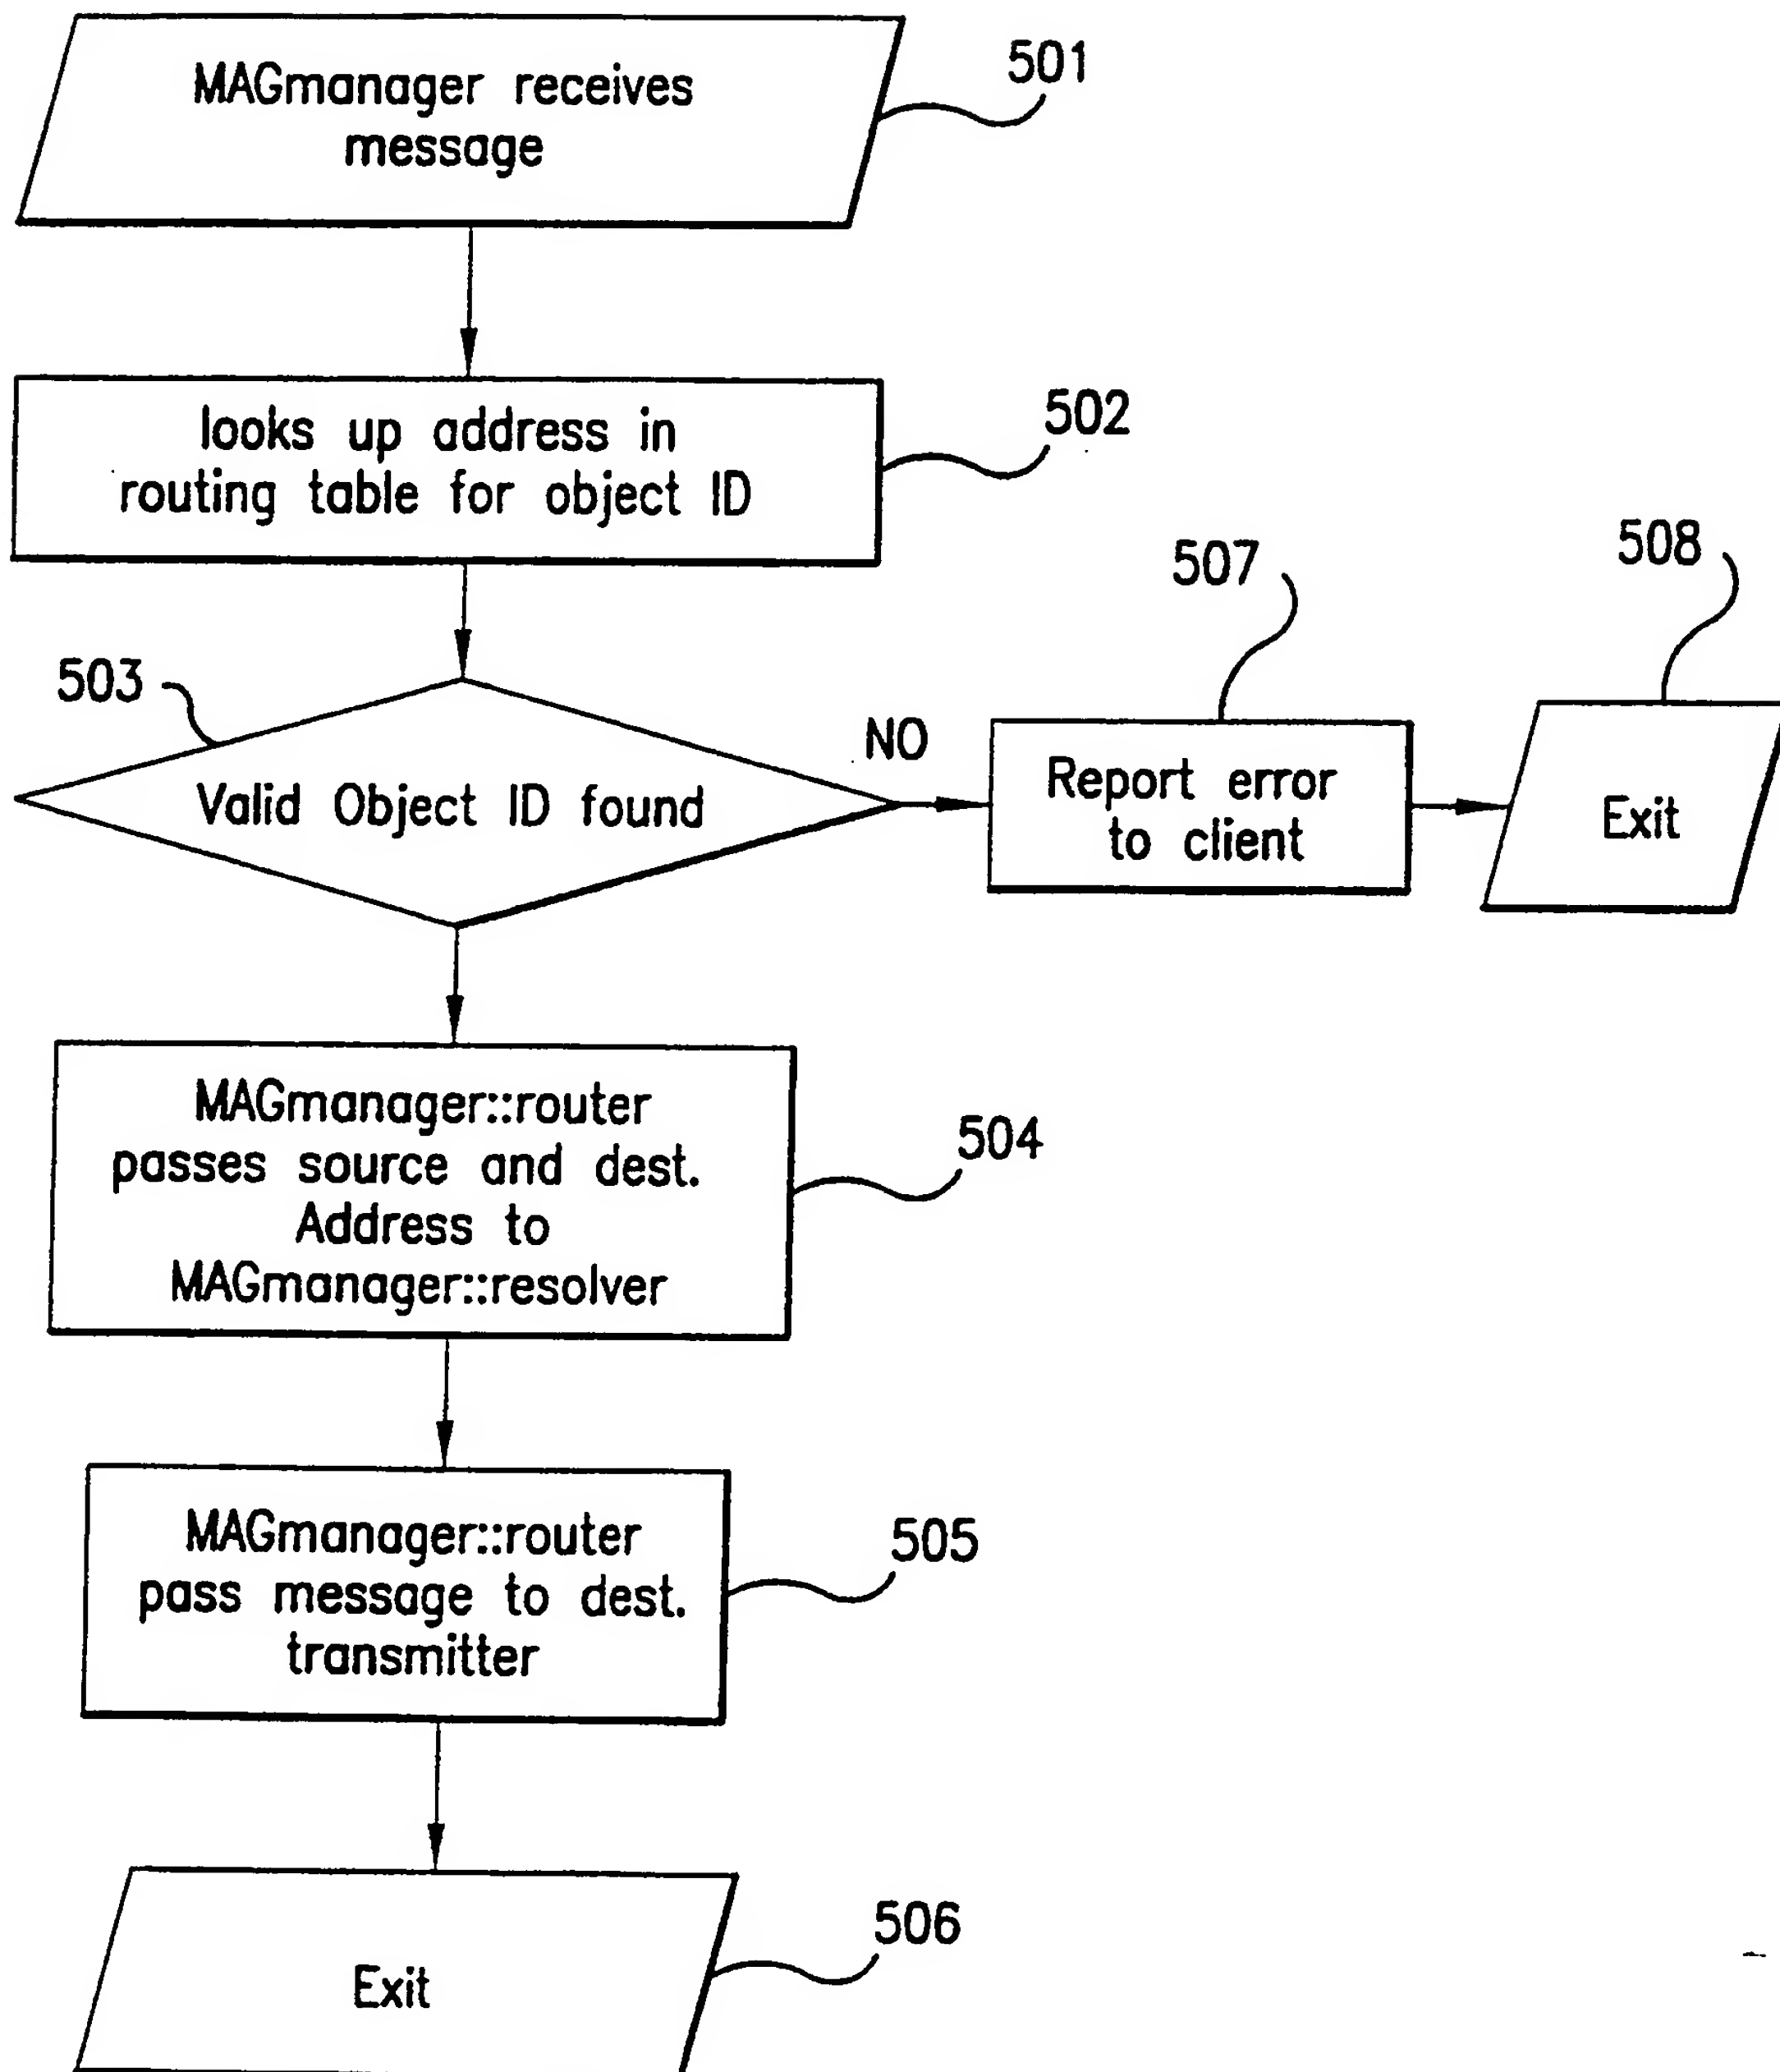 MAGmanager receives
message
501
looks up address in
routing table for object ID
502
503
Valid Object ID found
NO
507
Report error
to client
508
Exit
MAGmanager::router
passes source and dest.
Address to
MAGmanager::resolver
504
MAGmanager::router
pass message to dest.
transmitter
505
Exit
506